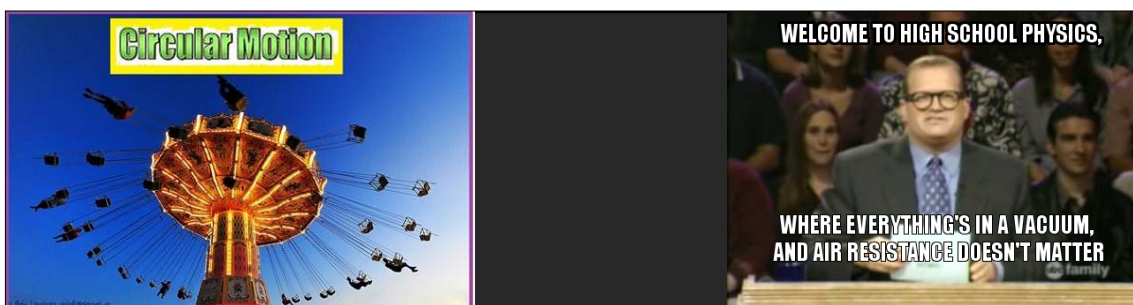 Circular Motion
WELCOME TO HIGH SCHOOL PHYSICS,
WHERE EVERYTHING'S IN A VACUUM,
AND AIR RESISTANCE DOESN'T MATTER
abc family